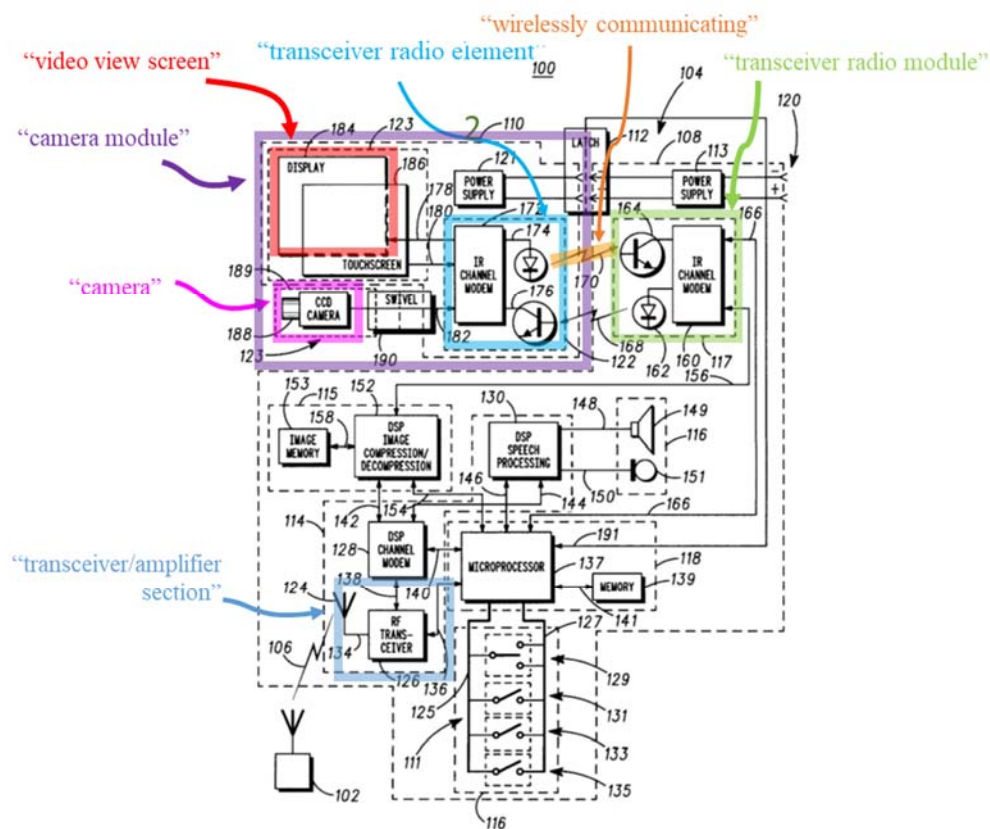 “wirelessly communicating”
“transceiver radio element”
“video view screen”
100
“transceiver radio module”
104
120
“camera module”
184
123
2
110
LATCH
112
108
DISPLAY
186
121
113
178
POWER
SUPPLY
POWER
SUPPLY
−
+
180
172
164
166
174
TOUCHSCREEN
IR
CHANNEL
MODEM
170
IR
CHANNEL
MODEM
189
“camera”
CCD
CAMERA
SWIVEL
176
188
182
168
123
190
122
162
160
117
156
153
115
152
130
148
149
158
IMAGE
MEMORY
DSP
IMAGE
COMPRESSION/
DECOMPRESSION
DSP
SPEECH
PROCESSING
116
146
150
151
142
154
144
166
114
128
DSP
CHANNEL
MODEM
191
118
MICROPROCESSOR
137
“transceiver/amplifier
section”
124
138
140
MEMORY
139
127
141
RF
TRANS-
CEIVER
106
134
126
136
129
125
131
111
133
135
102
116